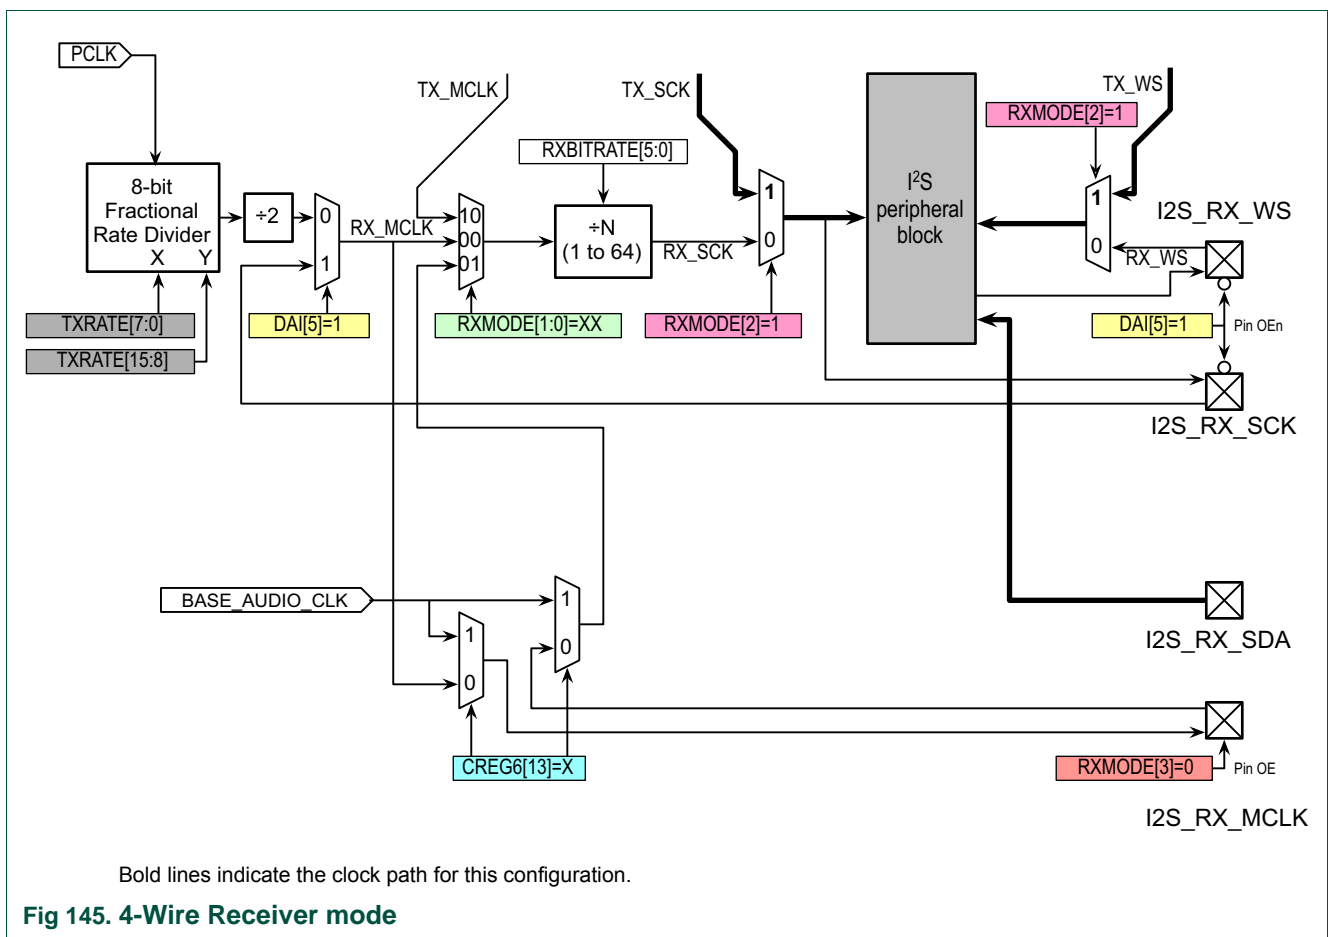 PCLK
TX_MCLK
TX_SCK
TX_WS
RXMODE[2]=1
RXBITRATE[5:0]
8-bit
Fractional
Rate Divider
X Y
÷2
0
1
RX_MCLK
10
00
01
÷N
(1 to 64)
RX_SCK
1
0
I²S
peripheral
block
1
0
RX_WS
I2S_RX_WS
TXRATE[7:0]
TXRATE[15:8]
DAI[5]=1
RXMODE[1:0]=XX
RXMODE[2]=1
DAI[5]=1
Pin OEn
I2S_RX_SCK
BASE_AUDIO_CLK
1
0
1
0
I2S_RX_SDA
CREG6[13]=X
RXMODE[3]=0
Pin OE
I2S_RX_MCLK
Bold lines indicate the clock path for this configuration.
Fig 145. 4-Wire Receiver mode